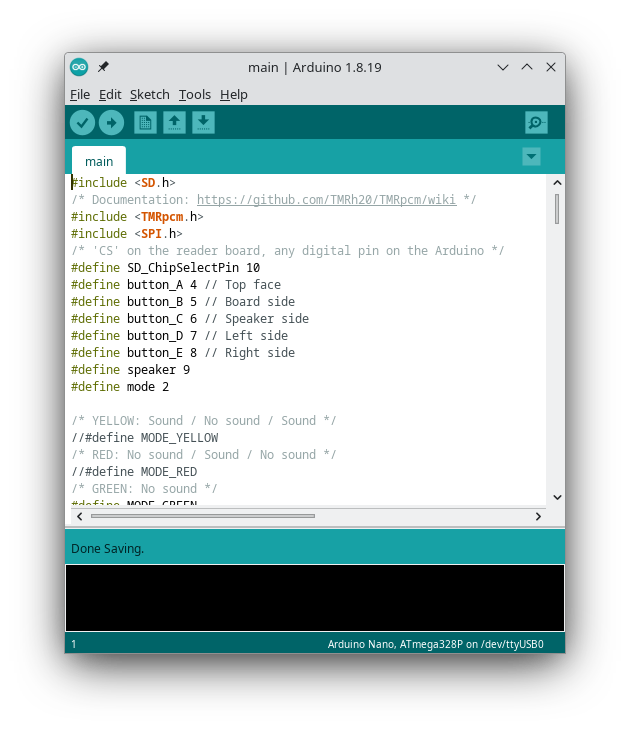 main | Arduino 1.8.19
File Edit Sketch Tools Help
main
#include <SD.h>
/* Documentation: https://github.com/TMRh20/TMRpcm/wiki */
#include <TMRpcm.h>
#include <SPI.h>
/* 'CS' on the reader board, any digital pin on the Arduino */
#define SD_ChipSelectPin 10
#define button_A 4 // Top face
#define button_B 5 // Board side
#define button_C 6 // Speaker side
#define button_D 7 // Left side
#define button_E 8 // Right side
#define speaker 9
#define mode 2
/* YELLOW: Sound / No sound / Sound */
//#define MODE_YELLOW
/* RED: No sound / Sound / No sound */
//#define MODE_RED
/* GREEN: No sound */
#define MODE_GREEN
Done Saving.
1
Arduino Nano, ATmega328P on /dev/ttyUSB0